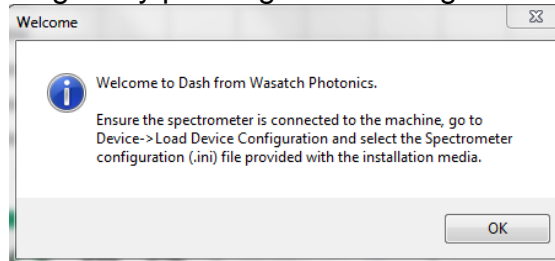 Welcome
Welcome to Dash from Wasatch Photonics.
Ensure the spectrometer is connected to the machine, go to
Device->Load Device Configuration and select the Spectrometer
configuration (.ini) file provided with the installation media.
OK